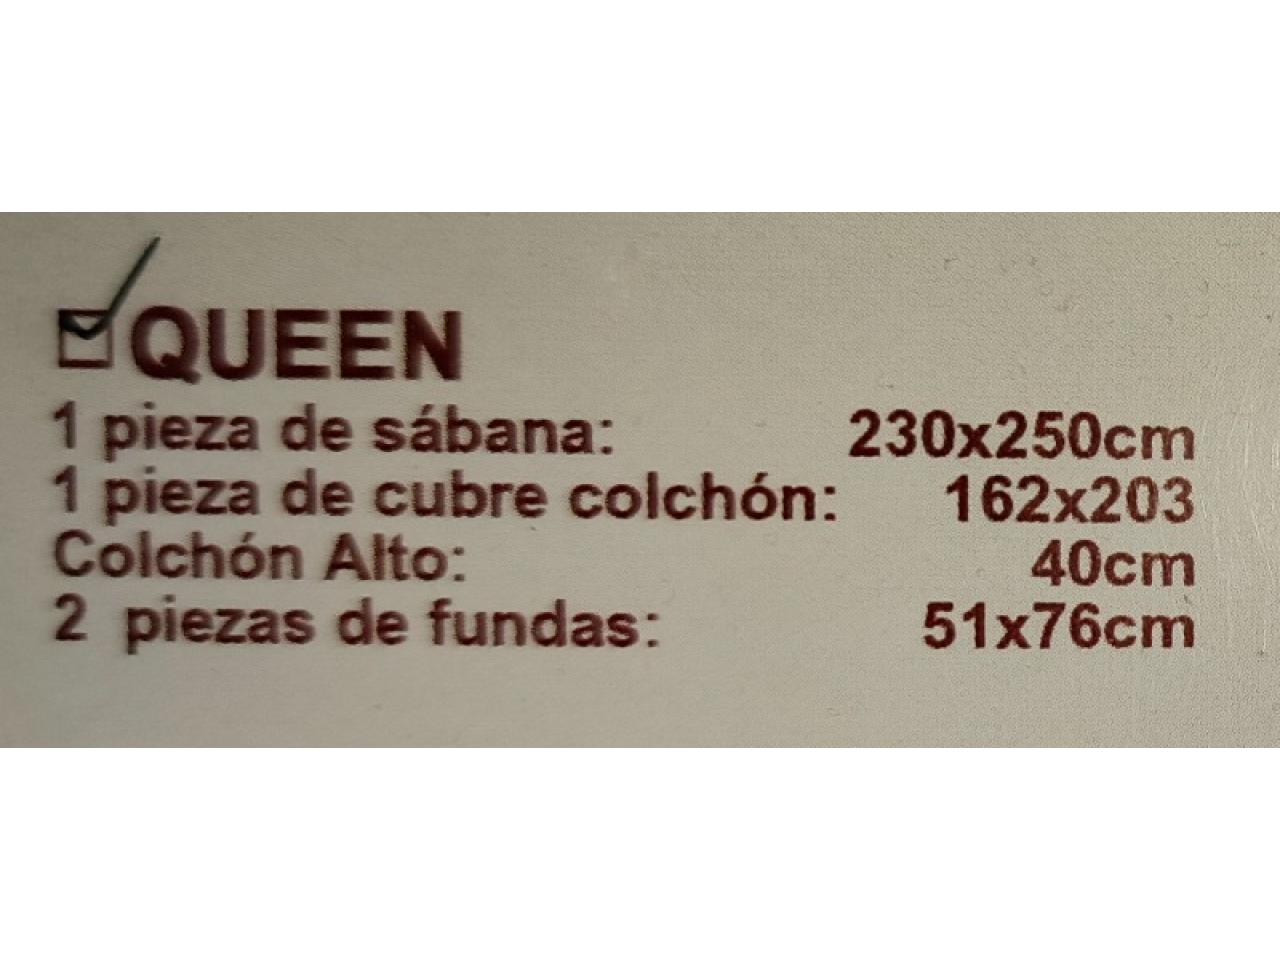 QUEEN
1 pieza de sábana: 230x250cm
1 pieza de cubre colchón: 162x203
Colchón Alto: 40cm
2 piezas de fundas: 51x76cm